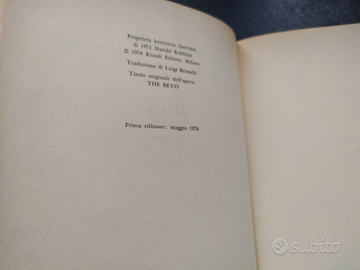 Proprietà letteraria riservata
© 1971 Harold Robbins
© 1976 Rizzoli Editore, Milano
Traduzione di Luigi Brioschi
Titolo originale dell'opera:
THE BETSY
Prima edizione: maggio 1976
subito